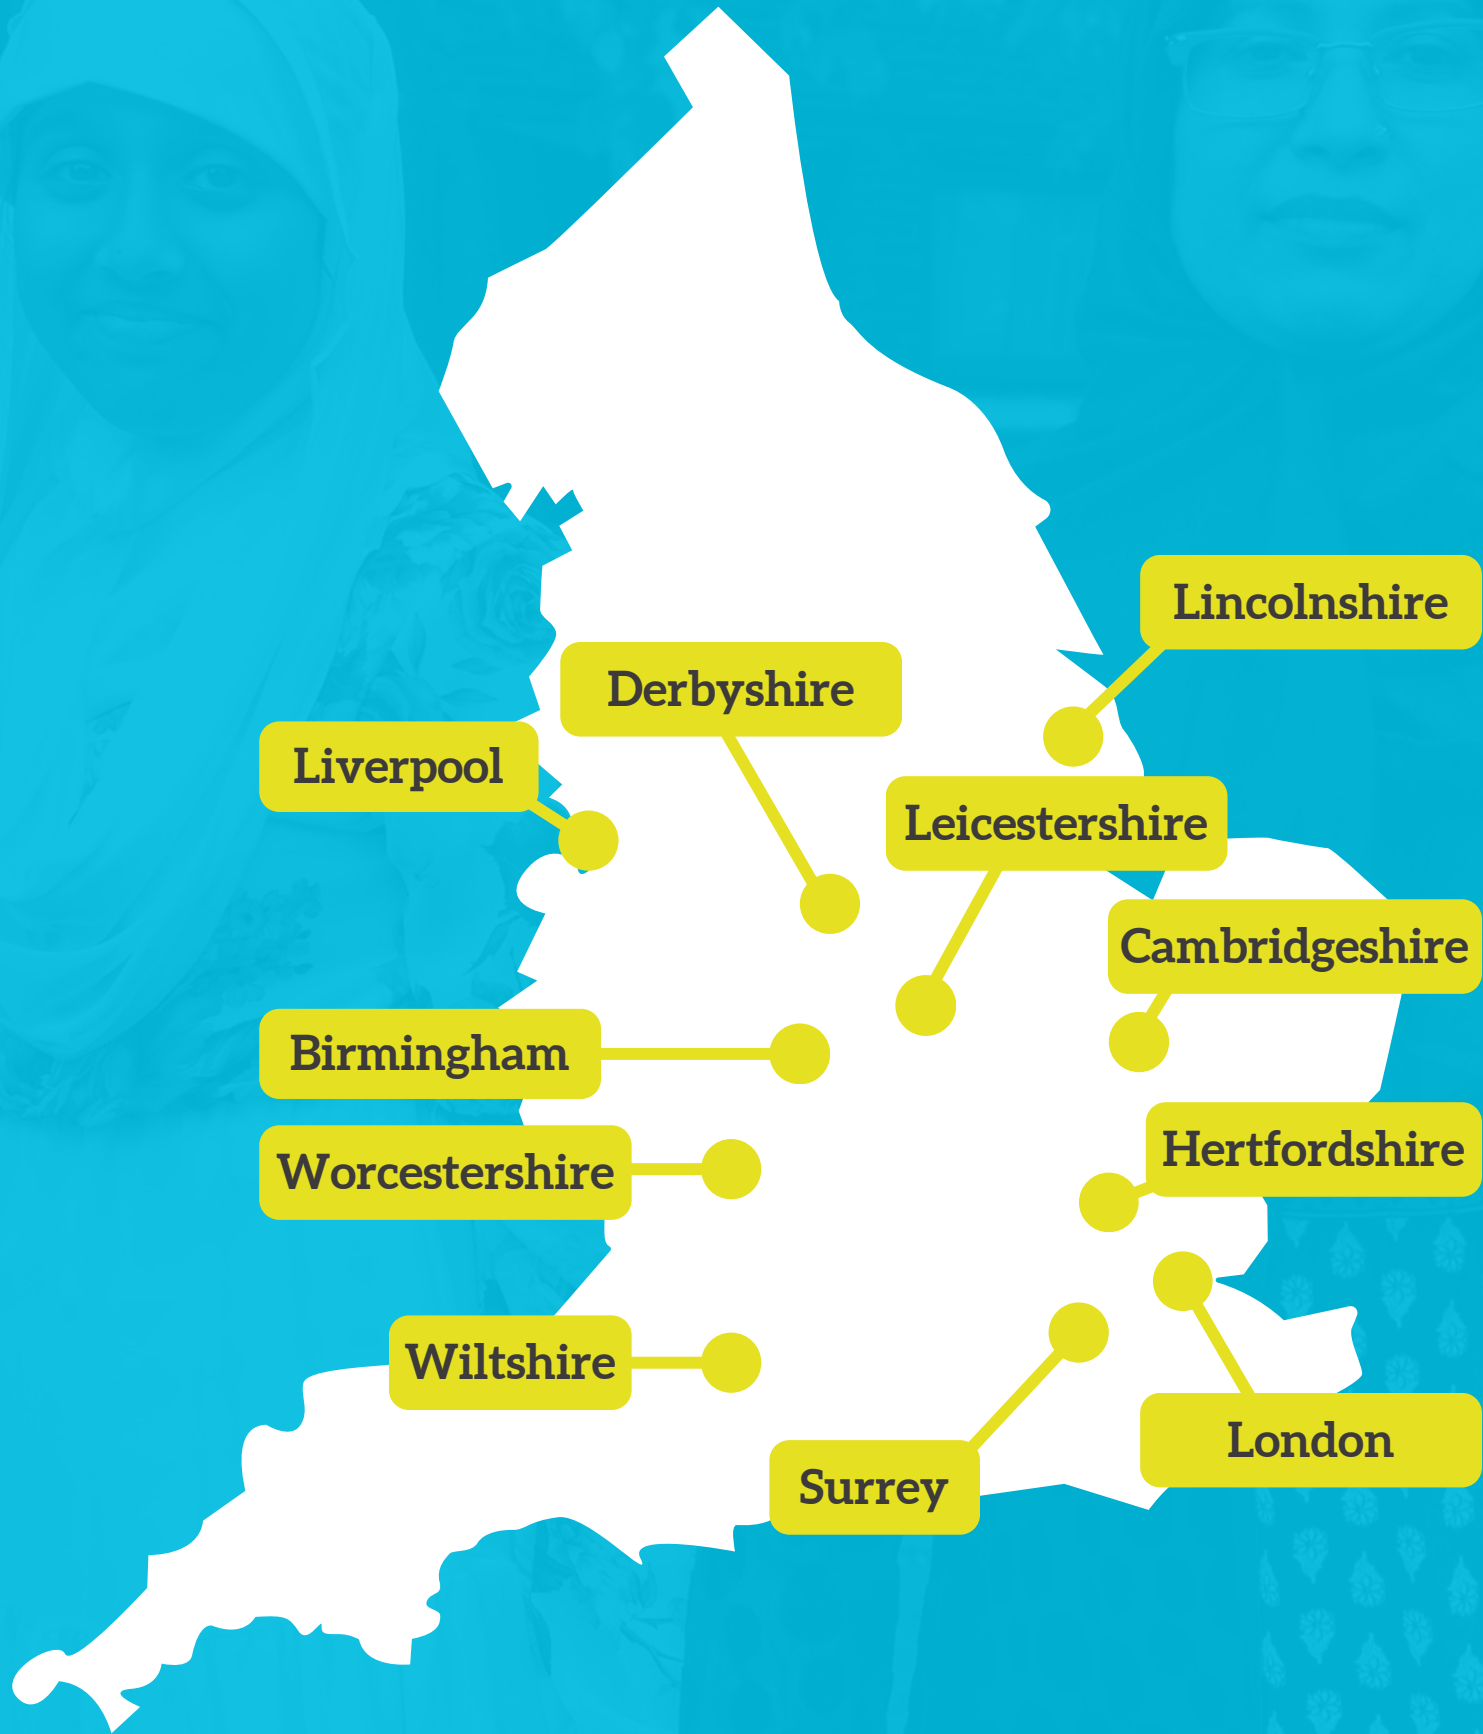 Lincolnshire
Derbyshire
Liverpool
Leicestershire
Cambridgeshire
Birmingham
Hertfordshire
Worcestershire
Wiltshire
London
Surrey